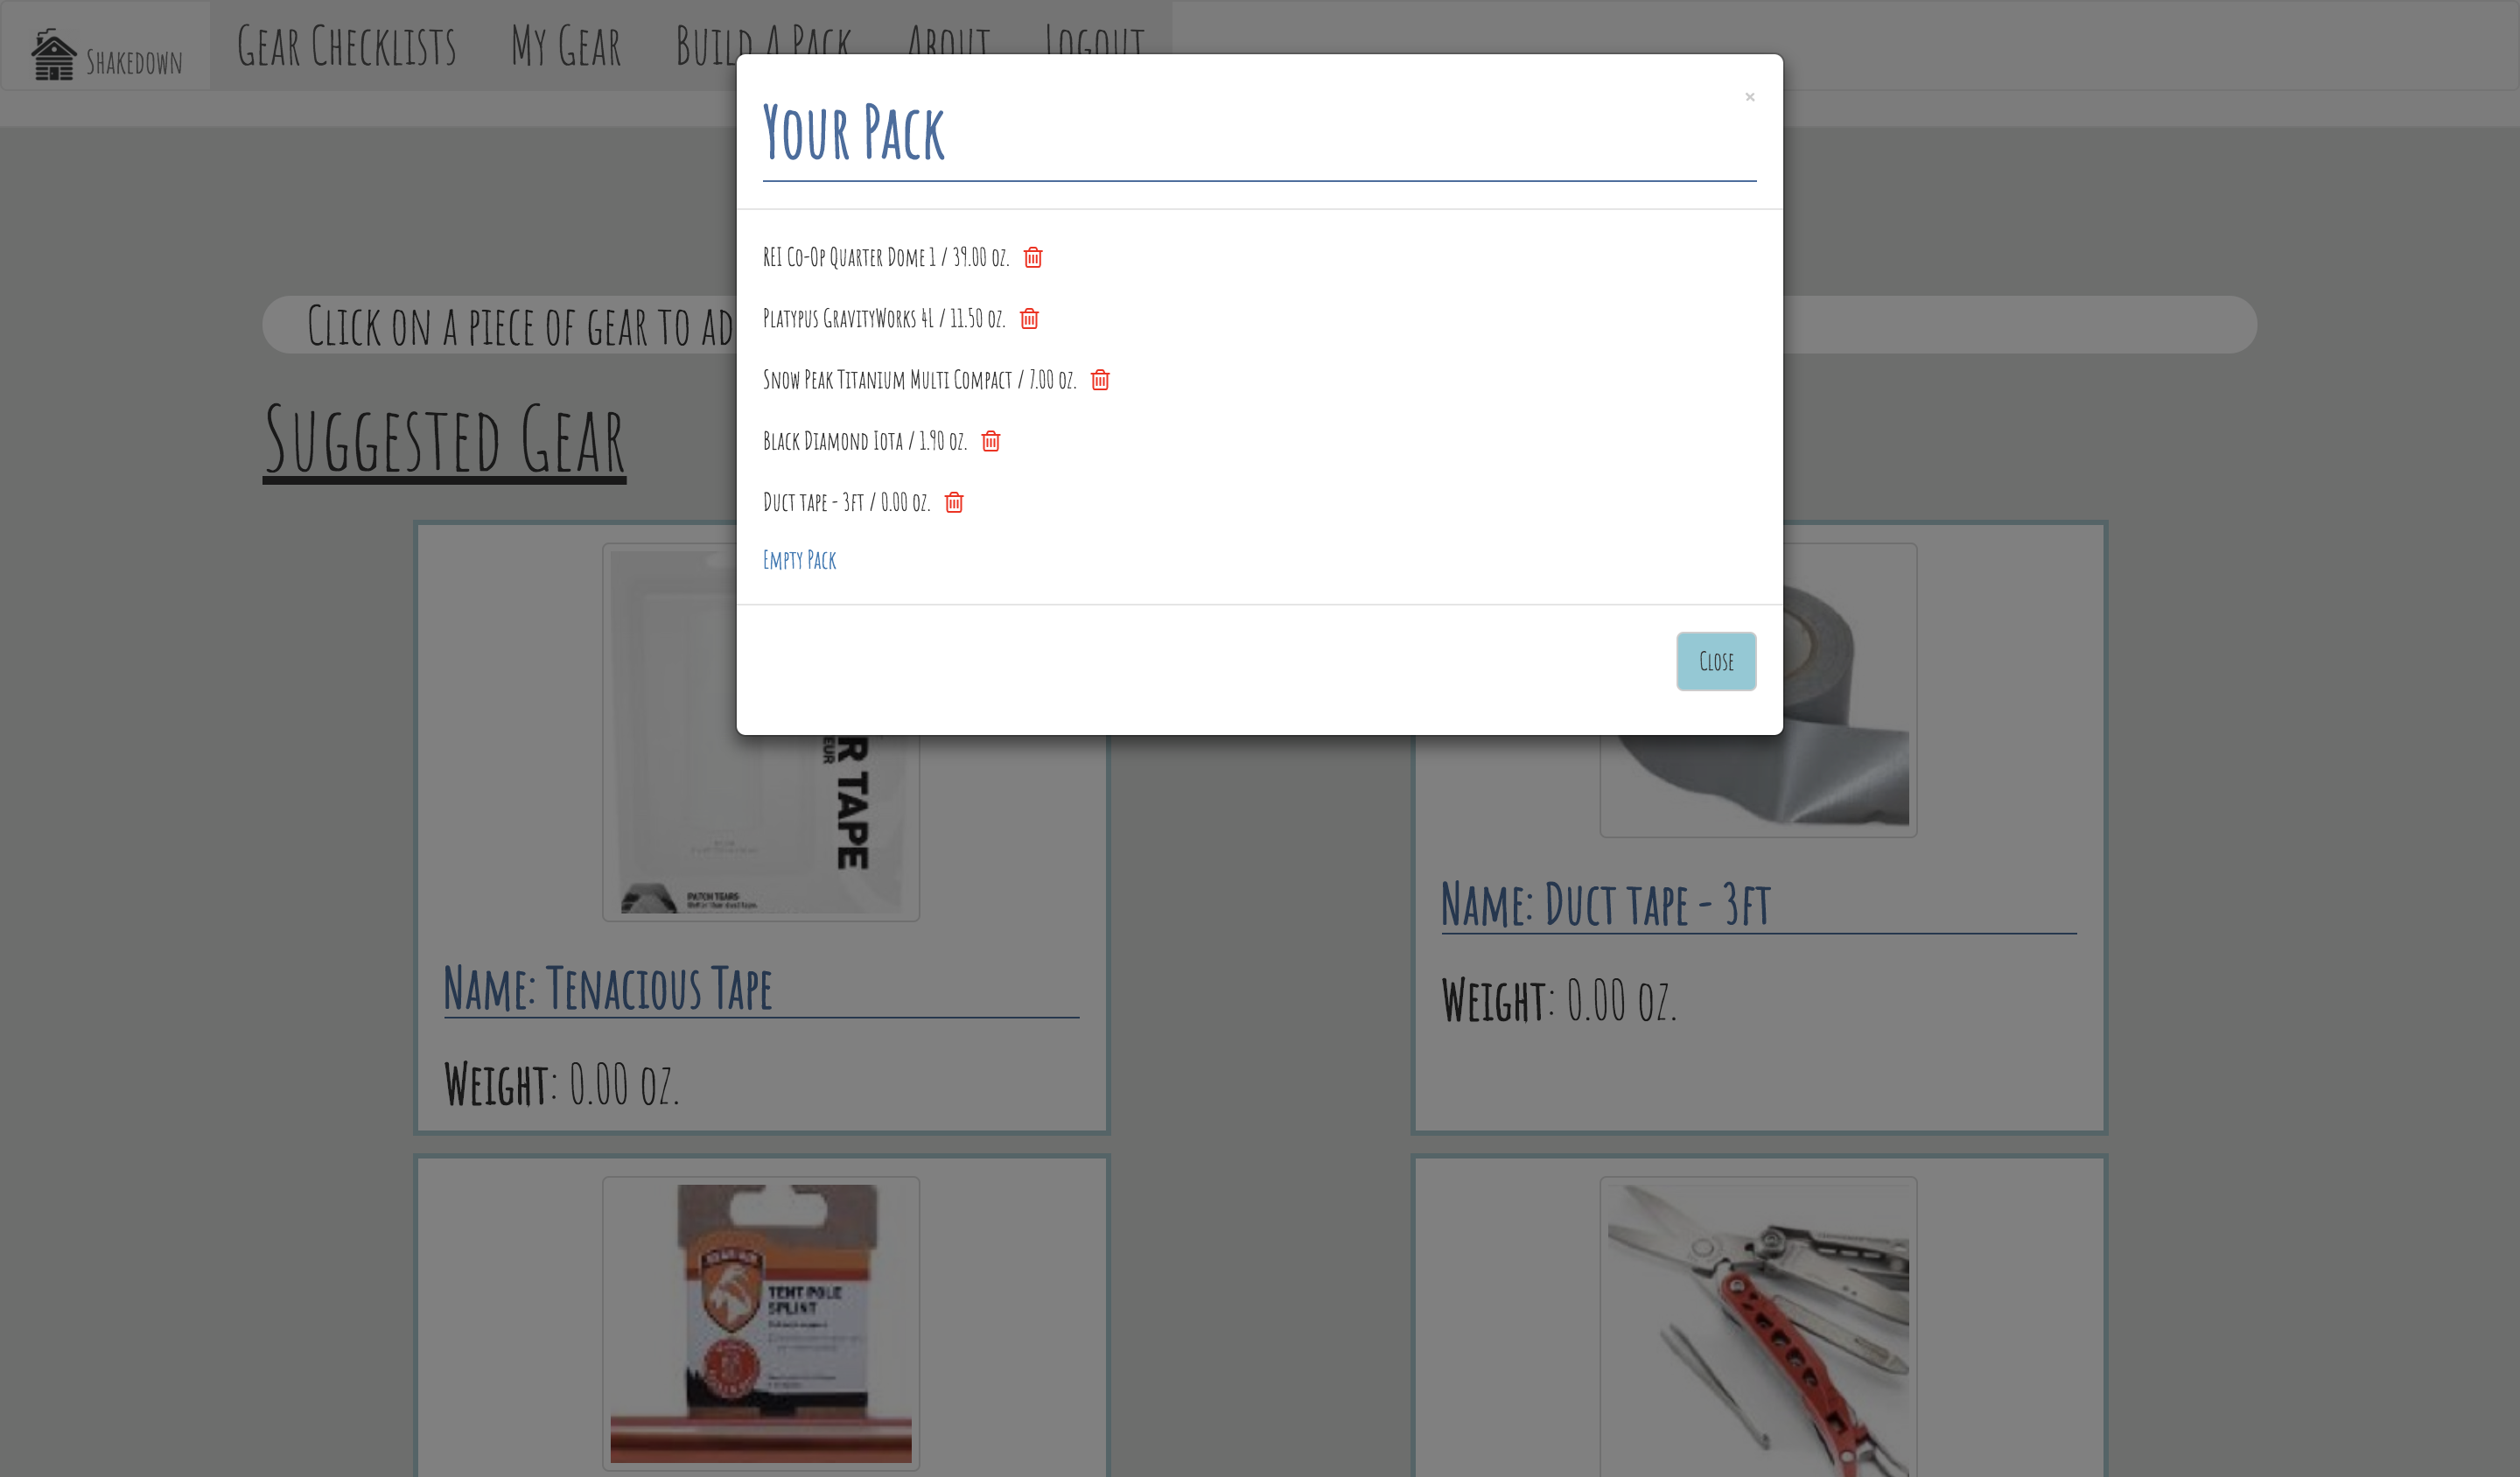 Shakedown
Gear Checklists
My Gear
Build A Pack
About
Logout
×
Your Pack
REI Co-Op Quarter Dome 1 / 39.00 oz.
Platypus GravityWorks 4L / 11.50 oz.
Snow Peak Titanium Multi Compact / 7.00 oz.
Black Diamond Iota / 1.90 oz.
Duct tape - 3ft / 0.00 oz.
Empty Pack
Close
Click on a piece of gear to ad
Suggested Gear
R TAPE
EUR
PATCH TEARS
Name: Tenacious Tape
Weight: 0.00 oz.
Name: Duct tape - 3ft
Weight: 0.00 oz.
TENT POLE
SPLINT